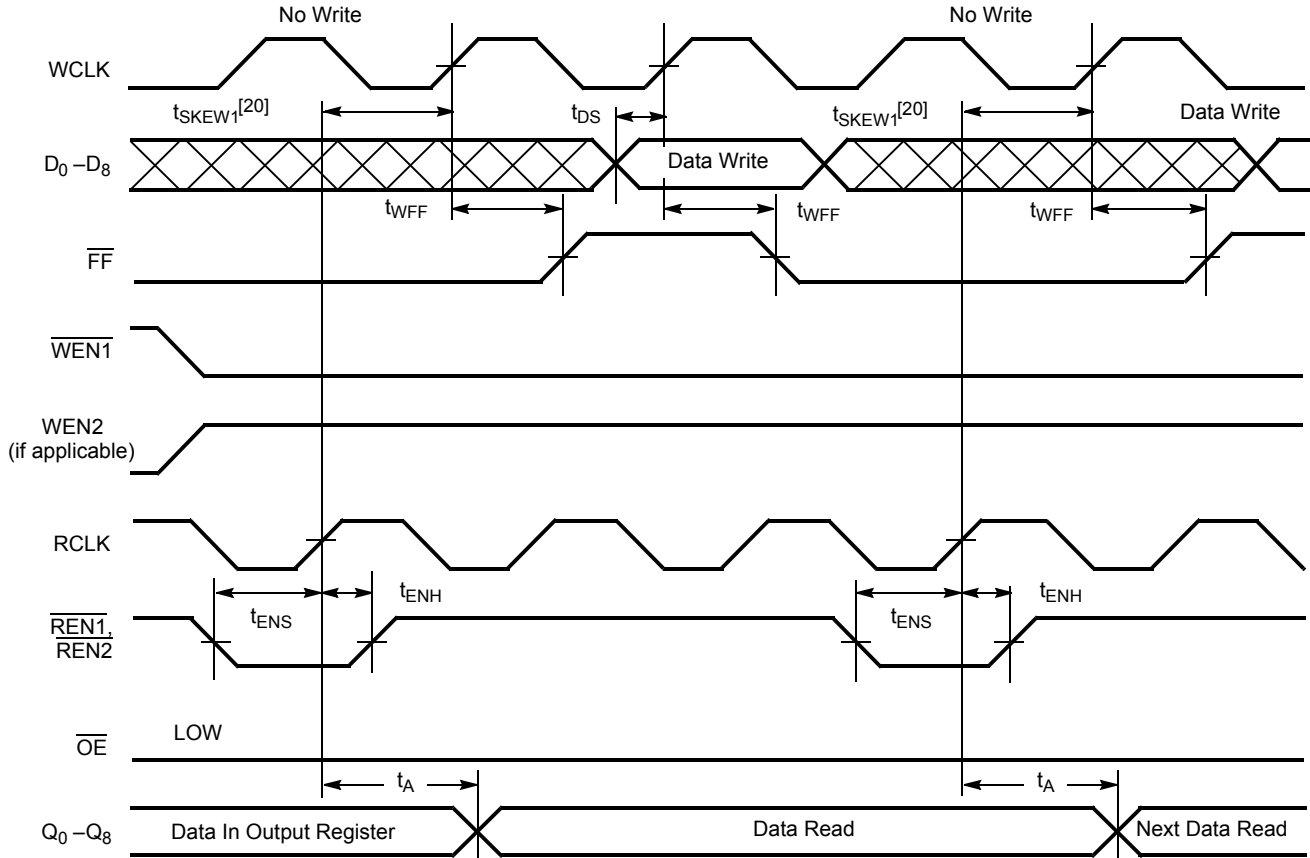 No Write No Write
WCLK
tSKEW1[20] tDS tSKEW1[20] Data Write
D0 –D8 Data Write
tWFF tWFF tWFF
FF
WEN1
WEN2
(if applicable)
RCLK
tENH tENH
tENS tENS
REN1,
REN2
LOW
OE
tA tA
Q0 –Q8 Data In Output Register Data Read Next Data Read